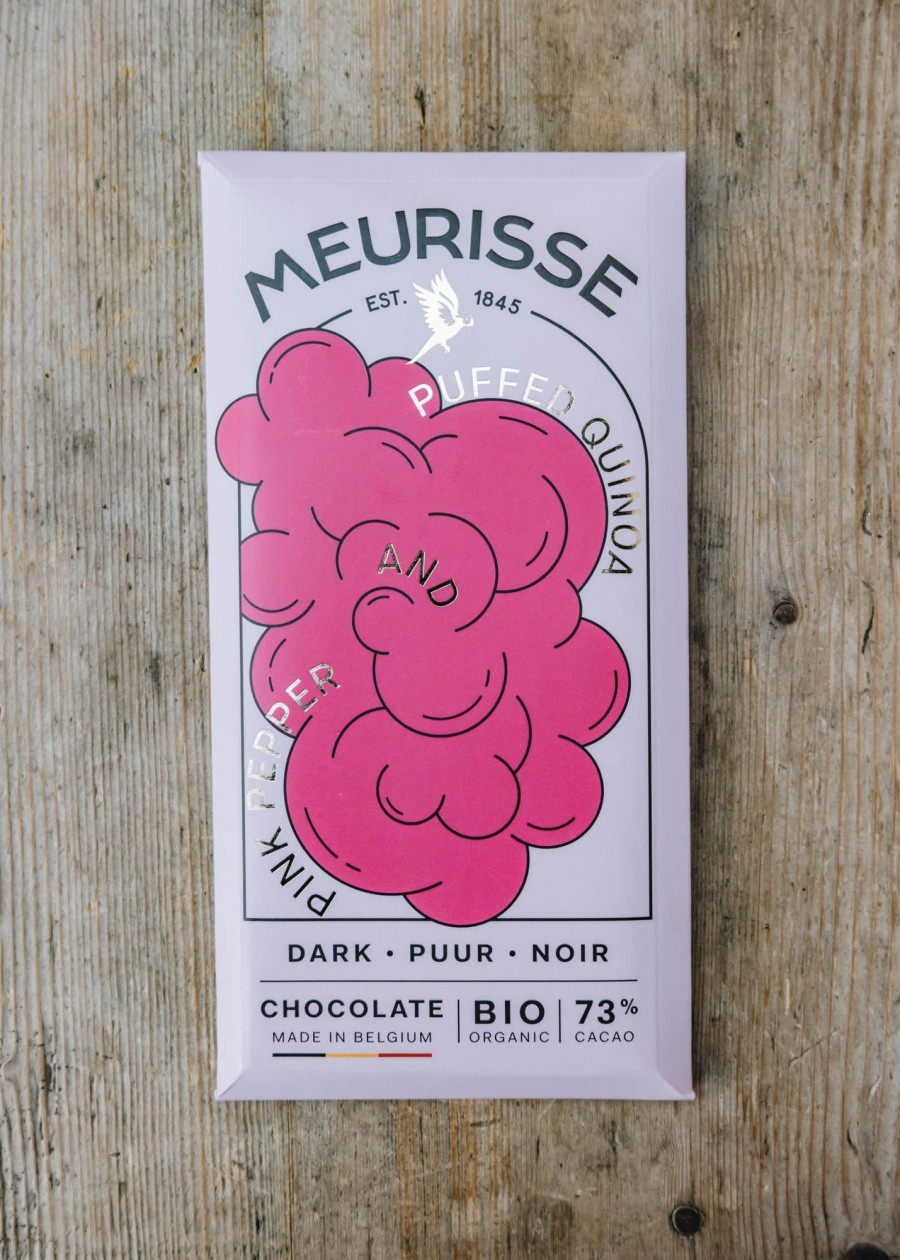 MEURISSE
EST. 1845
PUFFED QUINOA
AND
PINK PEPPER
DARK • PUUR • NOIR
CHOCOLATE | BIO | 73%
MADE IN BELGIUM ORGANIC CACAO